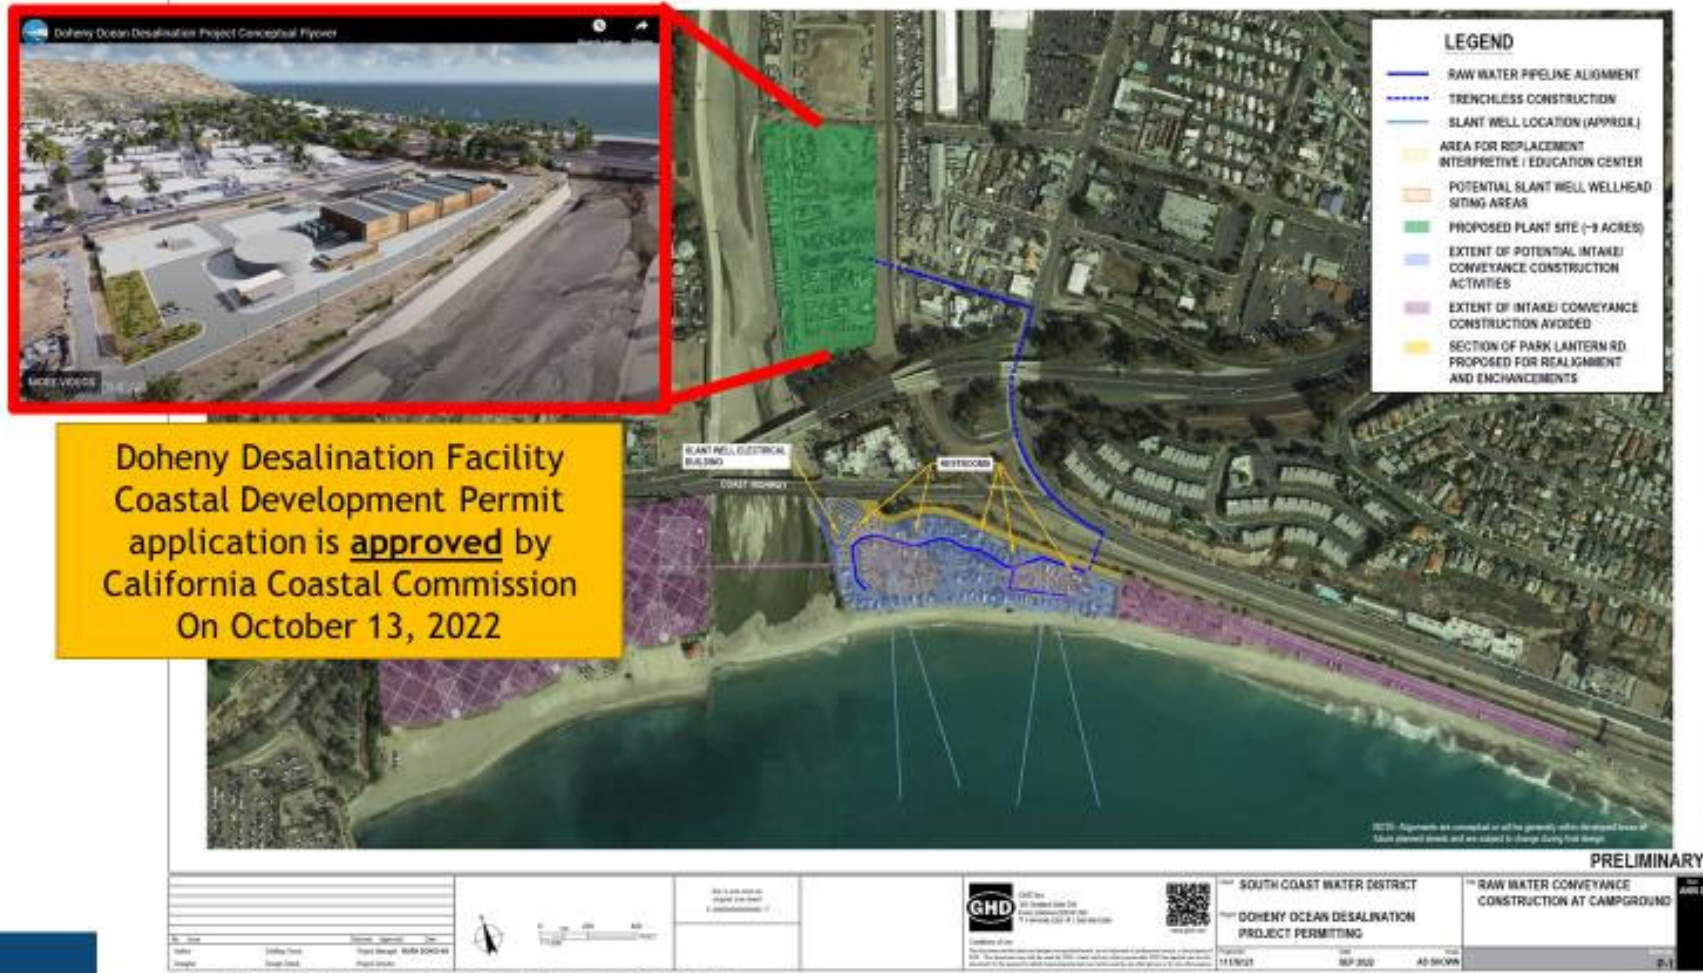 Doheny Ocean Desalination Project Conceptual Flyover
MORE VIDEOS
Doheny Desalination Facility
Coastal Development Permit
application is approved by
California Coastal Commission
On October 13, 2022
LEGEND
RAW WATER PIPELINE ALIGNMENT
TRENCHLESS CONSTRUCTION
SLANT WELL LOCATION (APPROX.)
AREA FOR REPLACEMENT
INTERPRETIVE / EDUCATION CENTER
POTENTIAL SLANT WELL WELLHEAD
SITING AREAS
PROPOSED PLANT SITE (~9 ACRES)
EXTENT OF POTENTIAL INTAKE/
CONVEYANCE CONSTRUCTION
ACTIVITIES
EXTENT OF INTAKE/ CONVEYANCE
CONSTRUCTION AVOIDED
SECTION OF PARK LANTERN RD.
PROPOSED FOR REALIGNMENT
AND ENCHANCEMENTS
SLANT WELL ELECTRICAL
BUILDING
RESTROOMS
COAST HIGHWAY
NOTE: Alignments are conceptual
PRELIMINARY
GHD
SOUTH COAST WATER DISTRICT
DOHENY OCEAN DESALINATION
PROJECT PERMITTING
SEP 2022
AS SHOWN
RAW WATER CONVEYANCE
CONSTRUCTION AT CAMPGROUND